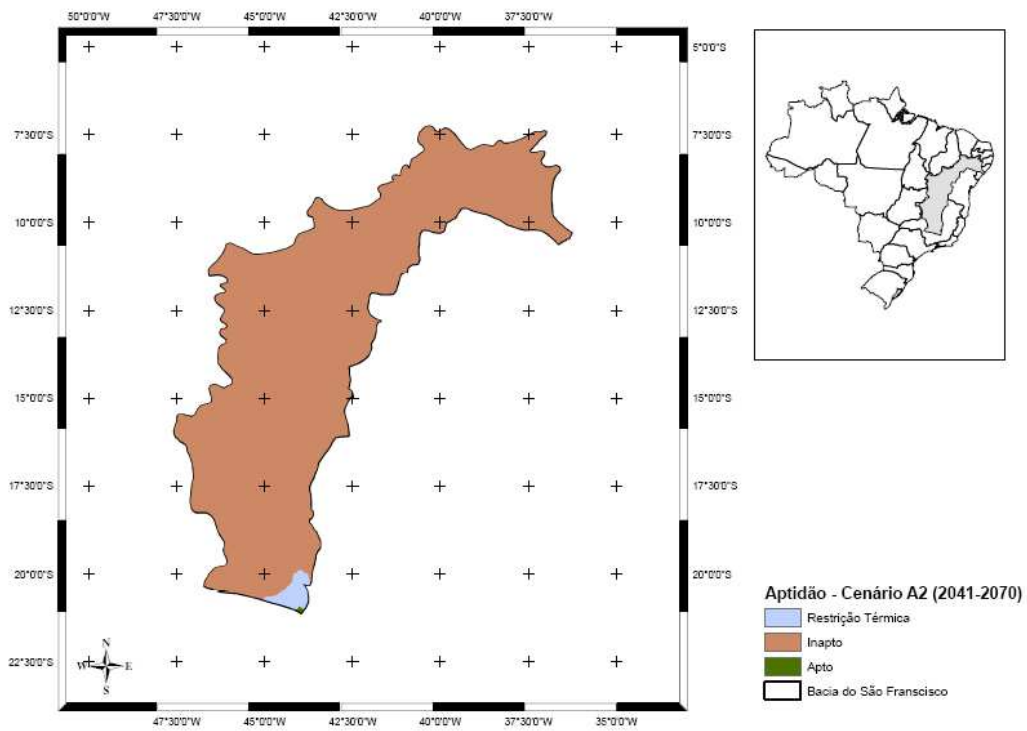 50°0'0"W 47°30'0"W 45°0'0"W 42°30'0"W 40°0'0"W 37°30'0"W
5°0'0"S
7°30'0"S 7°30'0"S
10°0'0"S 10°0'0"S
12°30'0"S 12°30'0"S
15°0'0"S 15°0'0"S
17°30'0"S 17°30'0"S
20°0'0"S 20°0'0"S
22°30'0"S
N
W E
S
47°30'0"W 45°0'0"W 42°30'0"W 40°0'0"W 37°30'0"W 35°0'0"W
Aptidão - Cenário A2 (2041-2070)
Restrição Térmica
Inapto
Apto
Bacia do São Franscisco